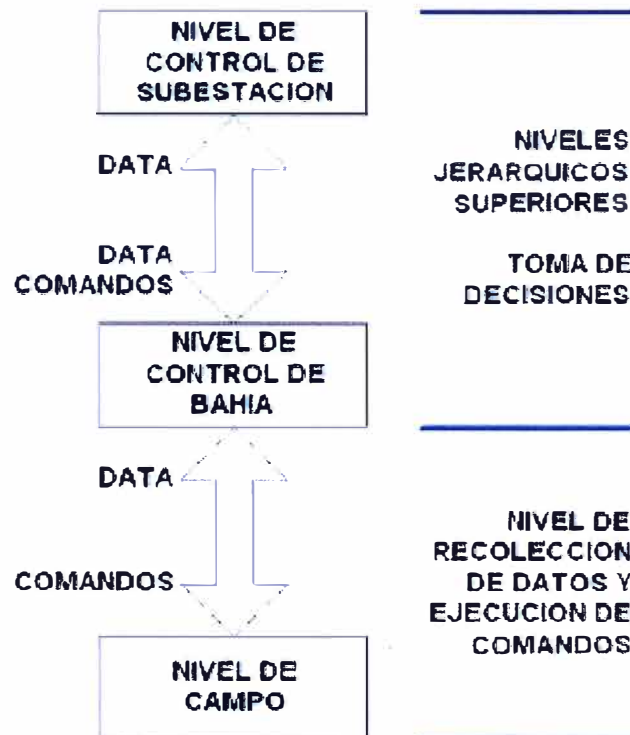 NIVEL DE
CONTROL DE
SUBESTACION
DATA
DATA
COMANDOS
NIVEL DE
CONTROL DE
BAHIA
DATA
COMANDOS
NIVEL DE
CAMPO
NIVELES
JERARQUICOS
SUPERIORES
TOMA DE
DECISIONES
NIVEL DE
RECOLECCION
DE DATOS Y
EJECUCION DE
COMANDOS